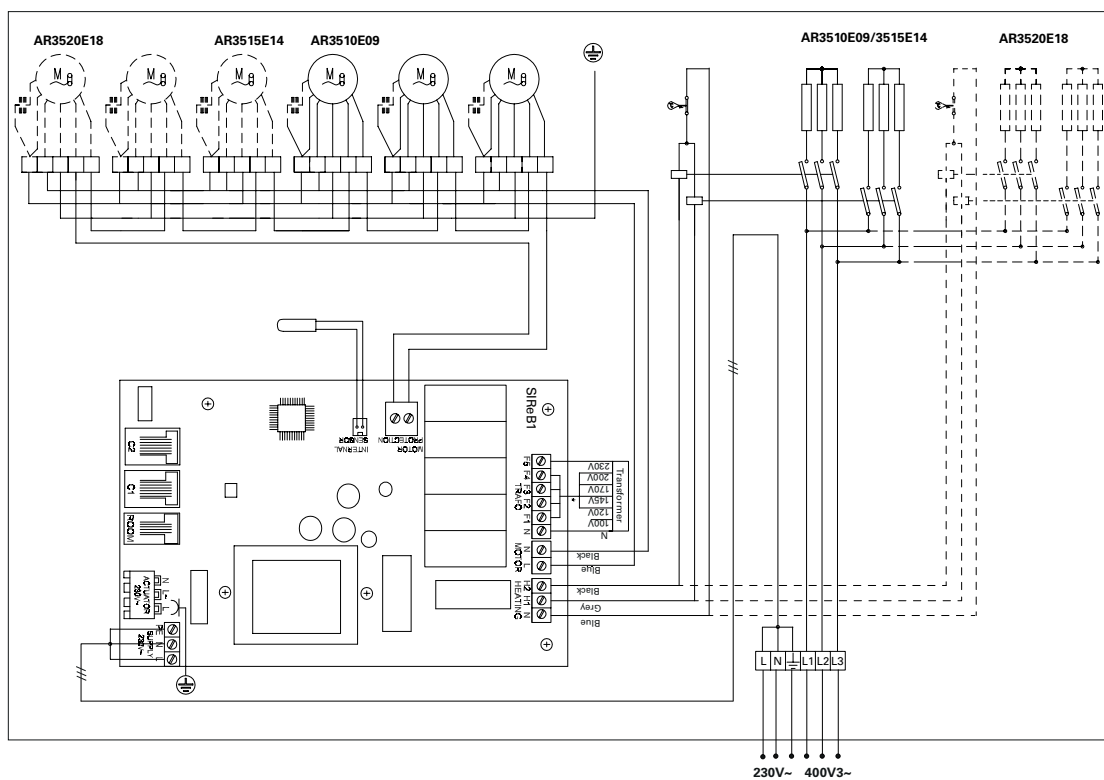 AR3520E18
AR3515E14
AR3510E09
AR3510E09/3515E14
AR3520E18
M
M
M
M
M
M
SIReB1
C2
C1
ROOM
INTERNAL
SENSOR
MOTOR
PROTECTION
F5
F4
F3
F2
F1
N
TRAFO
230V
200V
170V
145V
120V
100V
N
Transformer
*
N
L
MOTOR
Black
Blue
H2
H1
N
HEATING
Black
Grey
Blue
N
L~
L
ACTUATOR
230V~
PE
N
L
SUPPLY
230V~
L
N
L1
L2
L3
230V~
400V3~